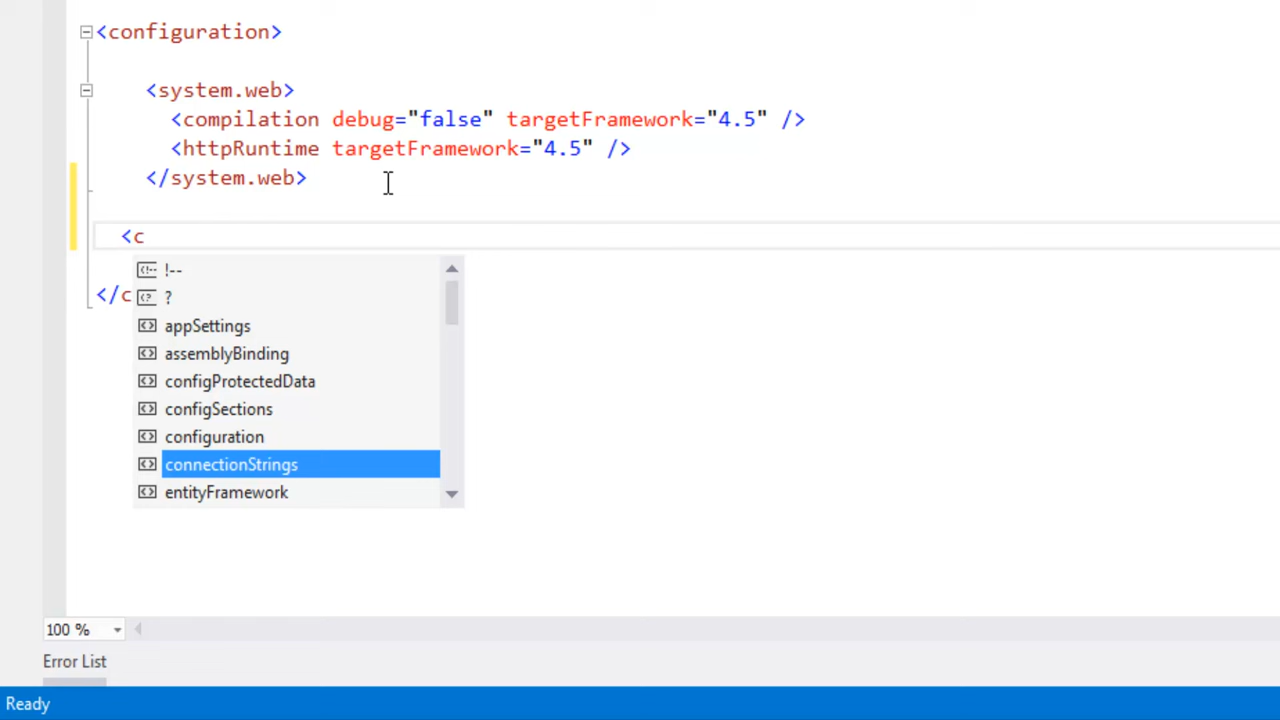 <configuration>
<system.web>
<compilation debug="false" targetFramework="4.5" />
<httpRuntime targetFramework="4.5" />
</system.web>
<c
!--
</c
?
appSettings
assemblyBinding
configProtectedData
configSections
configuration
connectionStrings
entityFramework
100 %
Error List
Ready